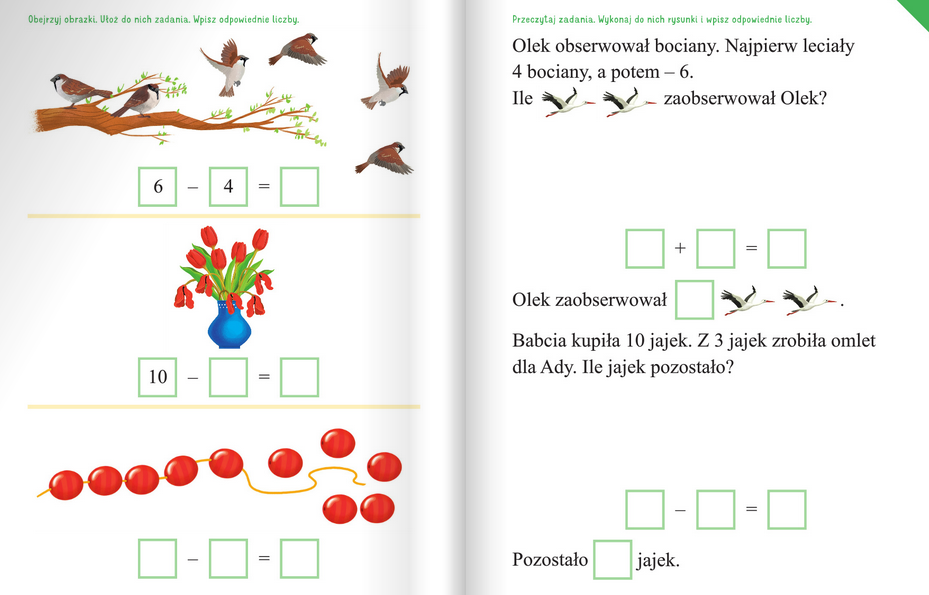 Obejrzyj obrazki. Ułóż do nich zadania. Wpisz odpowiednie liczby.
6 – 4 =
10 – =
– =
Przeczytaj zadania. Wykonaj do nich rysunki i wpisz odpowiednie liczby.
Olek obserwował bociany. Najpierw leciały
4 bociany, a potem – 6.
Ile zaobserwował Olek?
+ =
Olek zaobserwował .
Babcia kupiła 10 jajek. Z 3 jajek zrobiła omlet
dla Ady. Ile jajek pozostało?
– =
Pozostało jajek.